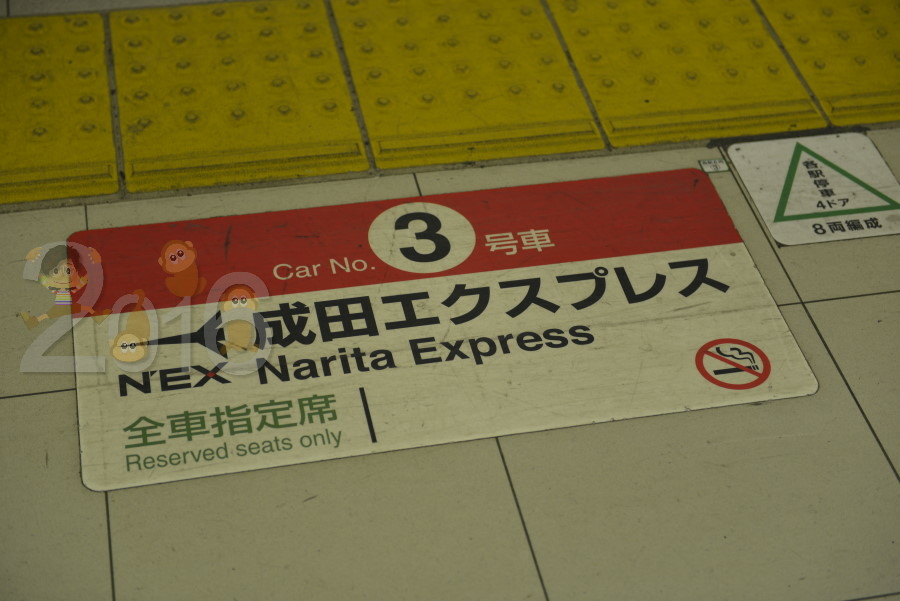 Car No. 3 号車
成田エクスプレス
N'EX Narita Express
全車指定席
Reserved seats only
各駅停車
4ドア
8両編成
2016